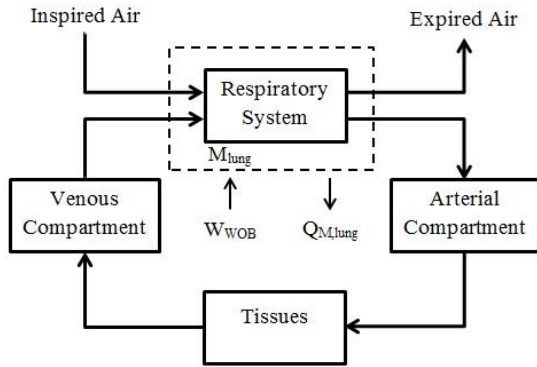 Inspired Air
Expired Air
Respiratory
System
M_lung
Venous
Compartment
W_WOB
Q_M,lung
Arterial
Compartment
Tissues